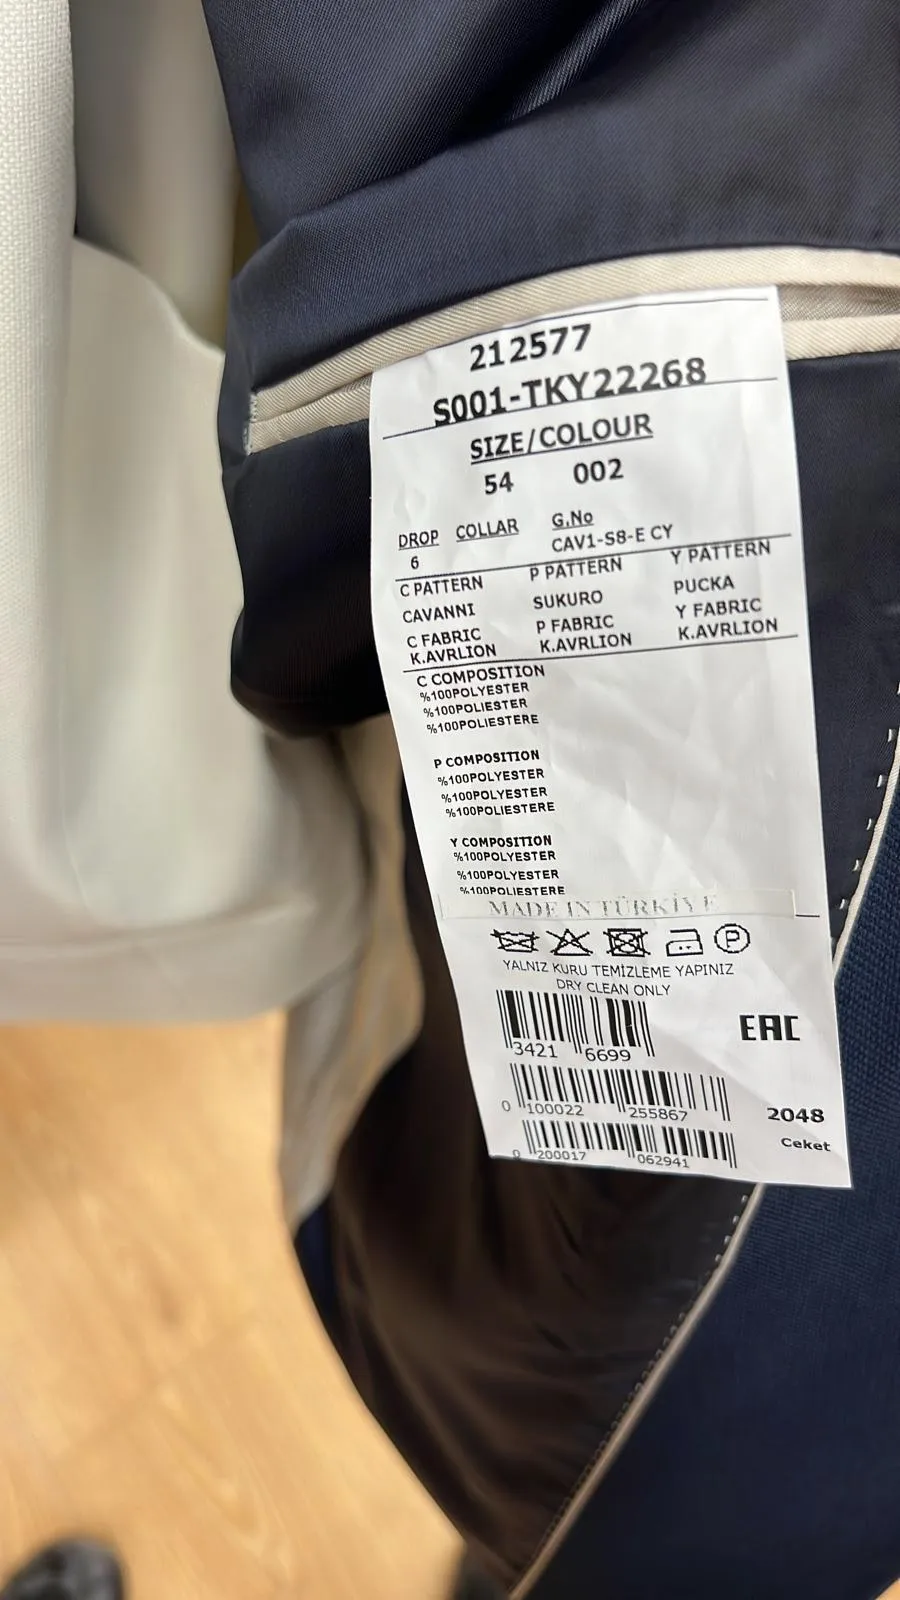 212577
S001-TKY22268
SIZE/COLOUR
54 002
DROP COLLAR G.No
6 CAV1-S8-E CY
C PATTERN P PATTERN Y PATTERN
CAVANNI SUKURO PUCKA
C FABRIC P FABRIC Y FABRIC
K.AVRLION K.AVRLION K.AVRLION
C COMPOSITION
%100POLYESTER
%100POLYESTER
%100POLIESTERE
P COMPOSITION
%100POLYESTER
%100POLYESTER
%100POLIESTERE
Y COMPOSITION
%100POLYESTER
%100POLYESTER
%100POLIESTERE
MADE IN TÜRKİYE
P
YALNIZ KURU TEMİZLEME YAPINIZ
DRY CLEAN ONLY
EAC
3421 6699
0 100022 255867
2048
Ceket
0 200017 062941